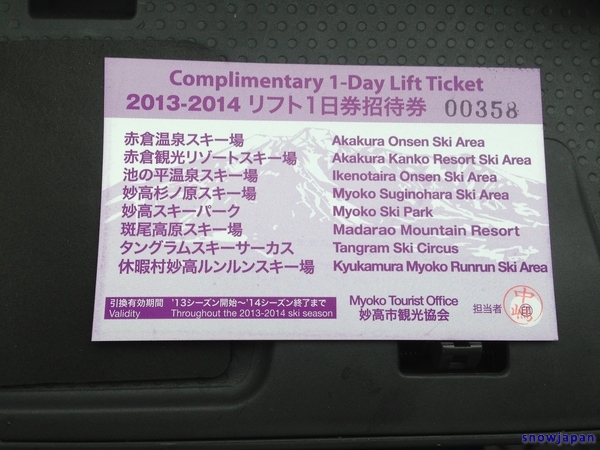 Complimentary 1-Day Lift Ticket
2013-2014 リフト1日券招待券 00358
赤倉温泉スキー場 Akakura Onsen Ski Area
赤倉観光リゾートスキー場 Akakura Kanko Resort Ski Area
池の平温泉スキー場 Ikenotaira Onsen Ski Area
妙高杉ノ原スキー場 Myoko Suginohara Ski Area
妙高スキーパーク Myoko Ski Park
斑尾高原スキー場 Madarao Mountain Resort
タングラムスキーサーカス Tangram Ski Circus
休暇村妙高ルンルンスキー場 Kyukamura Myoko Runrun Ski Area
引換有効期間 '13シーズン開始～'14シーズン終了まで
Validity Throughout the 2013-2014 ski season
Myoko Tourist Office
妙高市観光協会
担当者 印
snowjapan